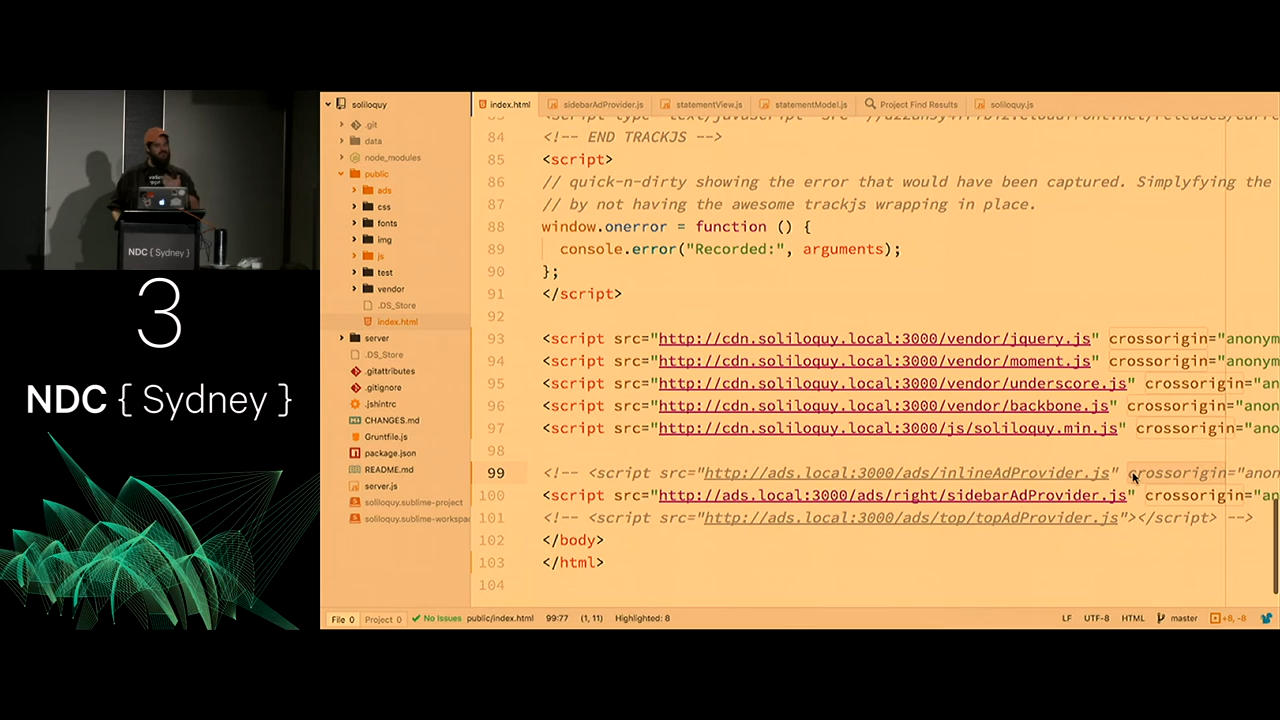 NDC { Sydney }
3
NDC { Sydney }
soliloquy
.git
data
node_modules
public
ads
css
fonts
img
js
test
vendor
.DS_Store
index.html
server
.DS_Store
.gitattributes
.gitignore
.jshintrc
CHANGES.md
Gruntfile.js
package.json
README.md
server.js
soliloquy.sublime-project
soliloquy.sublime-workspac
index.html sidebarAdProvider.js statementView.js statementModel.js Project Find Results soliloquy.js
84 <!-- END TRACKJS -->
85 <script>
86 // quick-n-dirty showing the error that would have been captured. Simplyfying the
87 // by not having the awesome trackjs wrapping in place.
88 window.onerror = function () {
89 console.error("Recorded:", arguments);
90 };
91 </script>
92
93 <script src="http://cdn.soliloquy.local:3000/vendor/jquery.js" crossorigin="anonym
94 <script src="http://cdn.soliloquy.local:3000/vendor/moment.js" crossorigin="anonym
95 <script src="http://cdn.soliloquy.local:3000/vendor/underscore.js" crossorigin="an
96 <script src="http://cdn.soliloquy.local:3000/vendor/backbone.js" crossorigin="ano
97 <script src="http://cdn.soliloquy.local:3000/js/soliloquy.min.js" crossorigin="ano
98
99 <!-- <script src="http://ads.local:3000/ads/inlineAdProvider.js" crossorigin="anon
100 <script src="http://ads.local:3000/ads/right/sidebarAdProvider.js" crossorigin="an
101 <!-- <script src="http://ads.local:3000/ads/top/topAdProvider.js"></script> -->
102 </body>
103 </html>
104
File 0 Project 0 No Issues public/index.html 99:77 (1, 11) Highlighted: 8 LF UTF-8 HTML master +8, -8